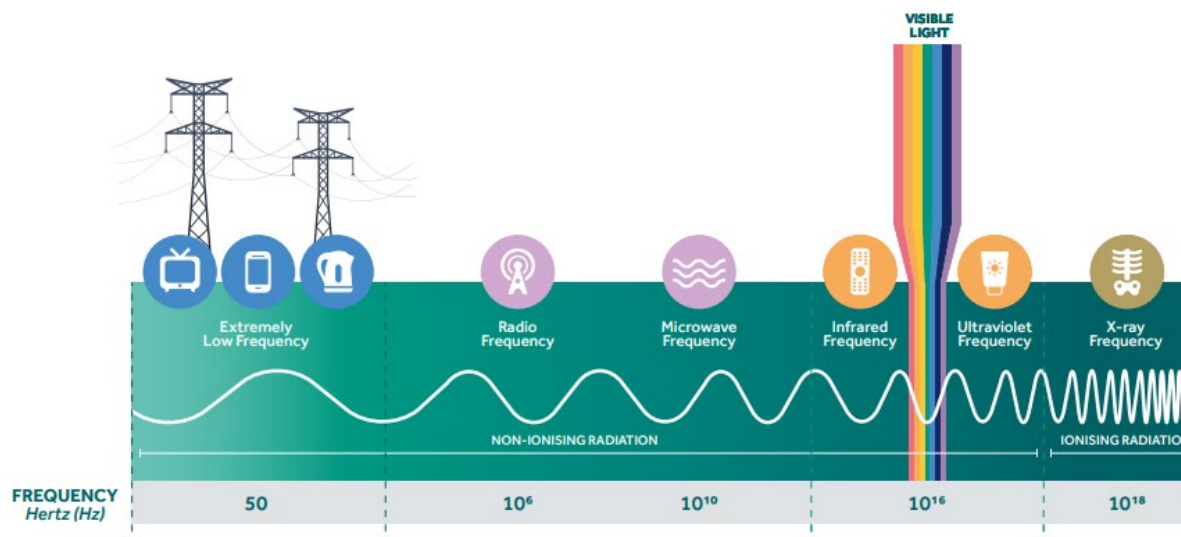 VISIBLE
LIGHT
Extremely
Low Frequency
Radio
Frequency
Microwave
Frequency
Infrared
Frequency
Ultraviolet
Frequency
X-ray
Frequency
NON-IONISING RADIATION
IONISING RADIATIO
FREQUENCY
Hertz (Hz)
50
10⁶
10¹⁰
10¹⁶
10¹⁸